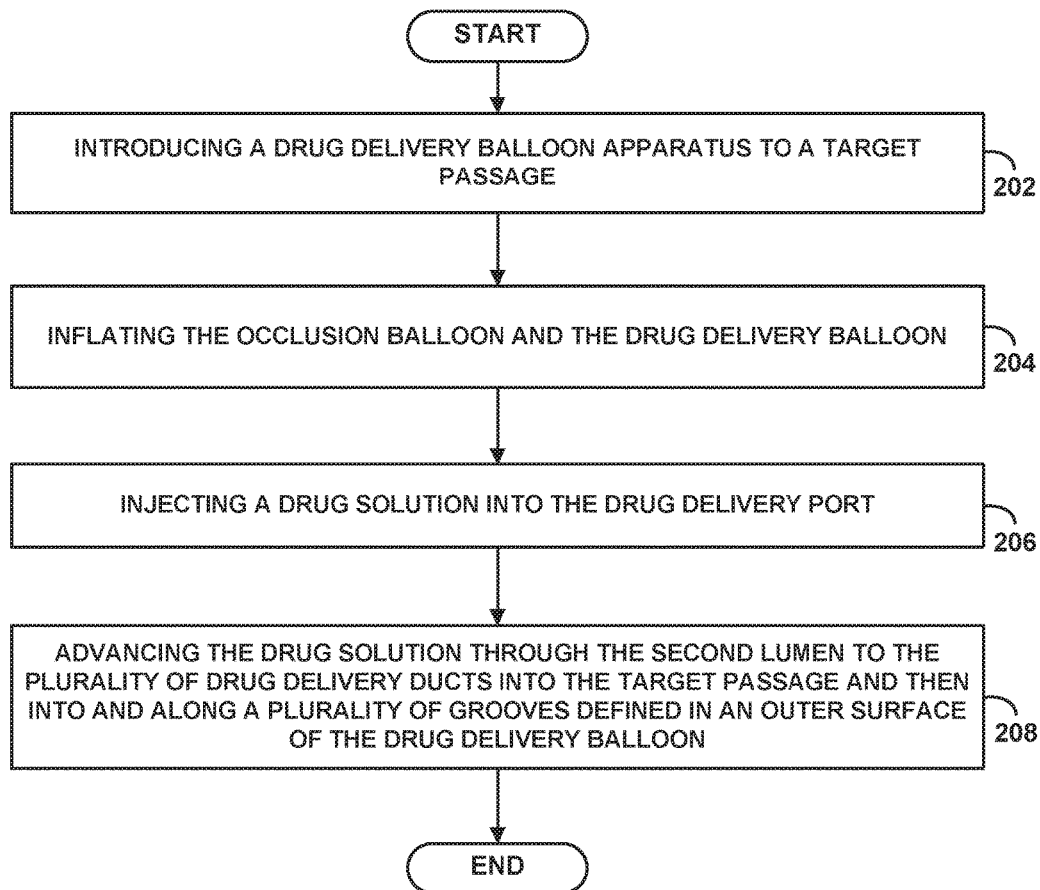 START
INTRODUCING A DRUG DELIVERY BALLOON APPARATUS TO A TARGET
PASSAGE
202
INFLATING THE OCCLUSION BALLOON AND THE DRUG DELIVERY BALLOON
204
INJECTING A DRUG SOLUTION INTO THE DRUG DELIVERY PORT
206
ADVANCING THE DRUG SOLUTION THROUGH THE SECOND LUMEN TO THE
PLURALITY OF DRUG DELIVERY DUCTS INTO THE TARGET PASSAGE AND THEN
INTO AND ALONG A PLURALITY OF GROOVES DEFINED IN AN OUTER SURFACE
OF THE DRUG DELIVERY BALLOON
208
END